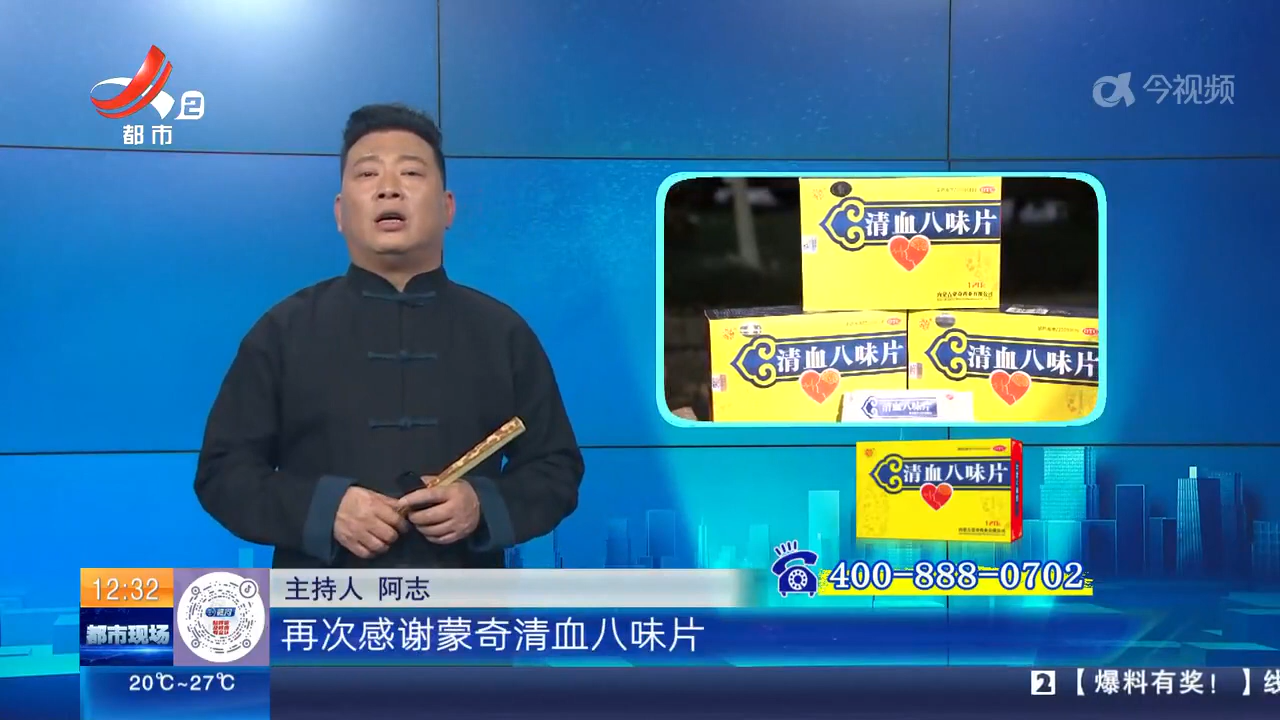 2
都市
今视频
清血八味片
清血八味片
清血八味片
清血八味片
清血八味片
400-888-0702
12:32
主持人 阿志
都市现场
再次感谢蒙奇清血八味片
20℃~27℃
2【爆料有奖！】线